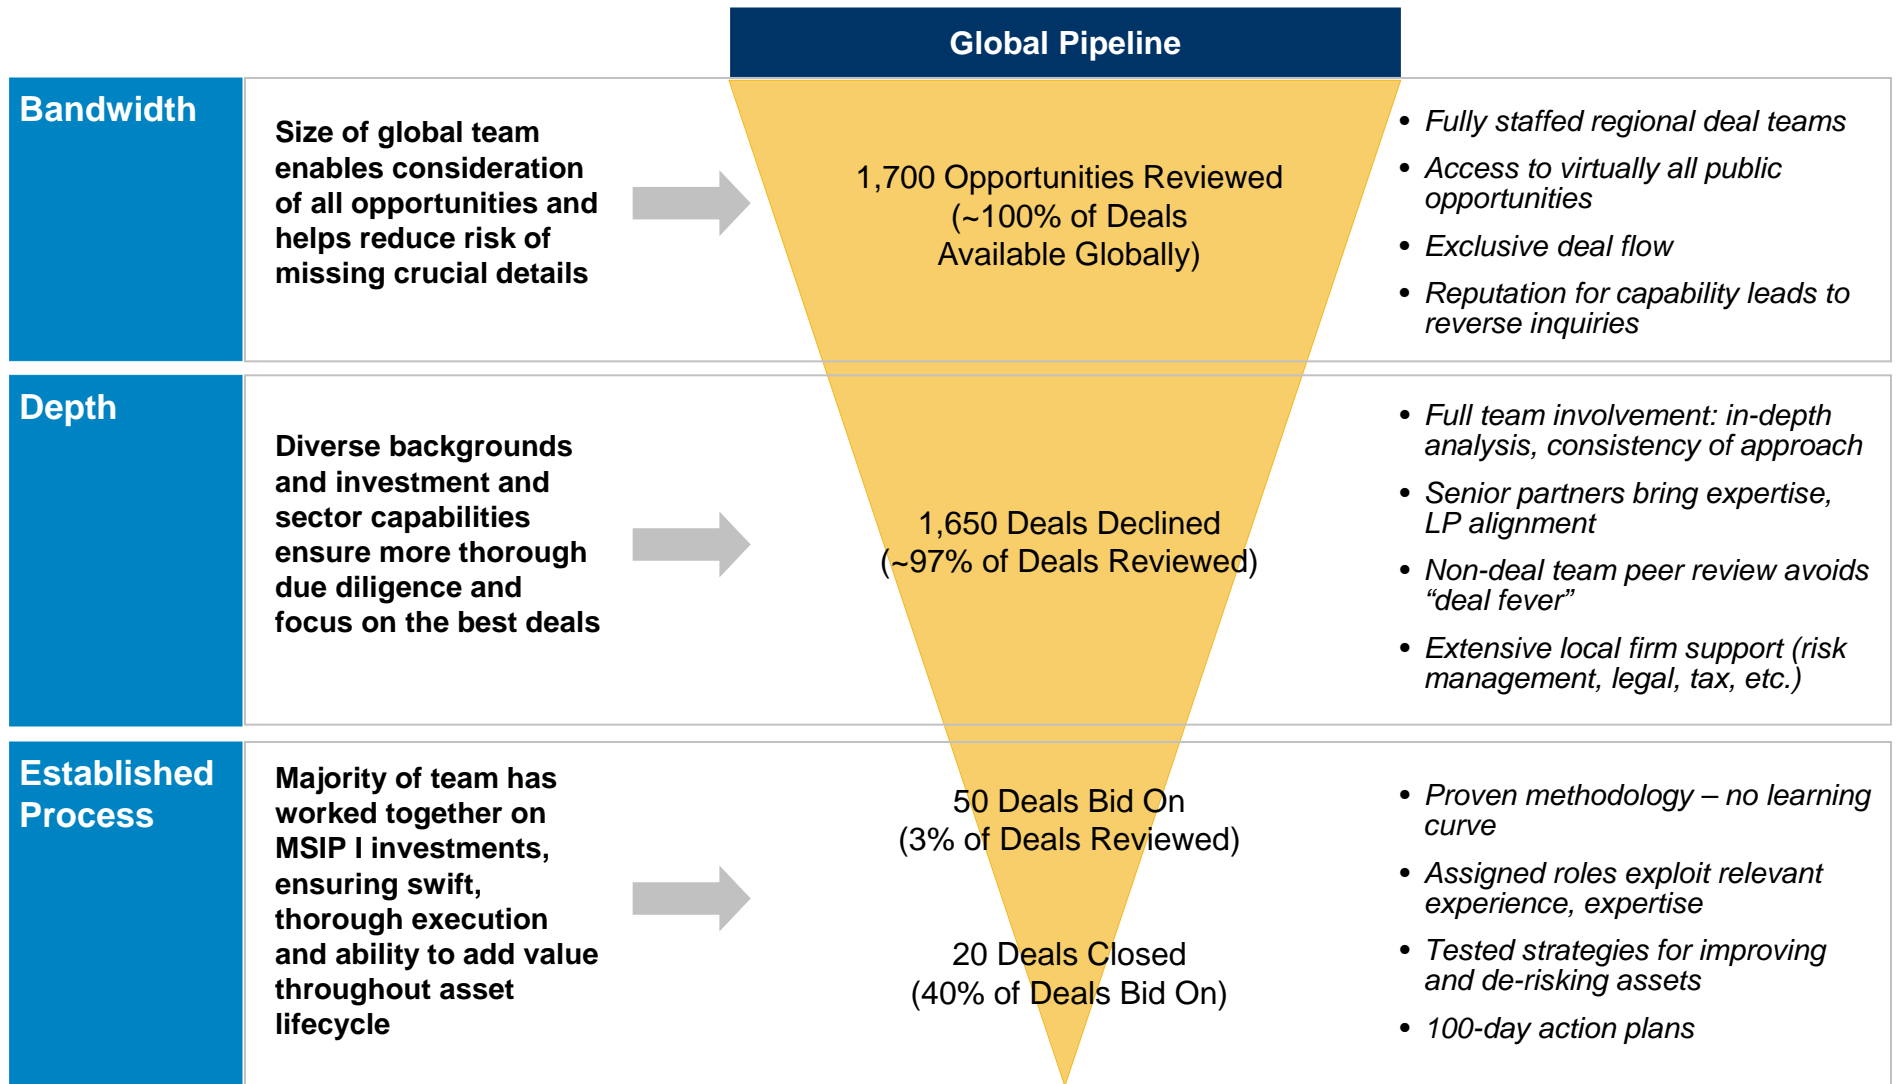 Global Pipeline
Bandwidth
Size of global team
enables consideration
of all opportunities and
helps reduce risk of
missing crucial details
1,700 Opportunities Reviewed
(~100% of Deals
Available Globally)
• Fully staffed regional deal teams
• Access to virtually all public
opportunities
• Exclusive deal flow
• Reputation for capability leads to
reverse inquiries
Depth
Diverse backgrounds
and investment and
sector capabilities
ensure more thorough
due diligence and
focus on the best deals
1,650 Deals Declined
(~97% of Deals Reviewed)
• Full team involvement: in-depth
analysis, consistency of approach
• Senior partners bring expertise,
LP alignment
• Non-deal team peer review avoids
“deal fever”
• Extensive local firm support (risk
management, legal, tax, etc.)
Established
Process
Majority of team has
worked together on
MSIP I investments,
ensuring swift,
thorough execution
and ability to add value
throughout asset
lifecycle
50 Deals Bid On
(3% of Deals Reviewed)
20 Deals Closed
(40% of Deals Bid On)
• Proven methodology – no learning
curve
• Assigned roles exploit relevant
experience, expertise
• Tested strategies for improving
and de-risking assets
• 100-day action plans